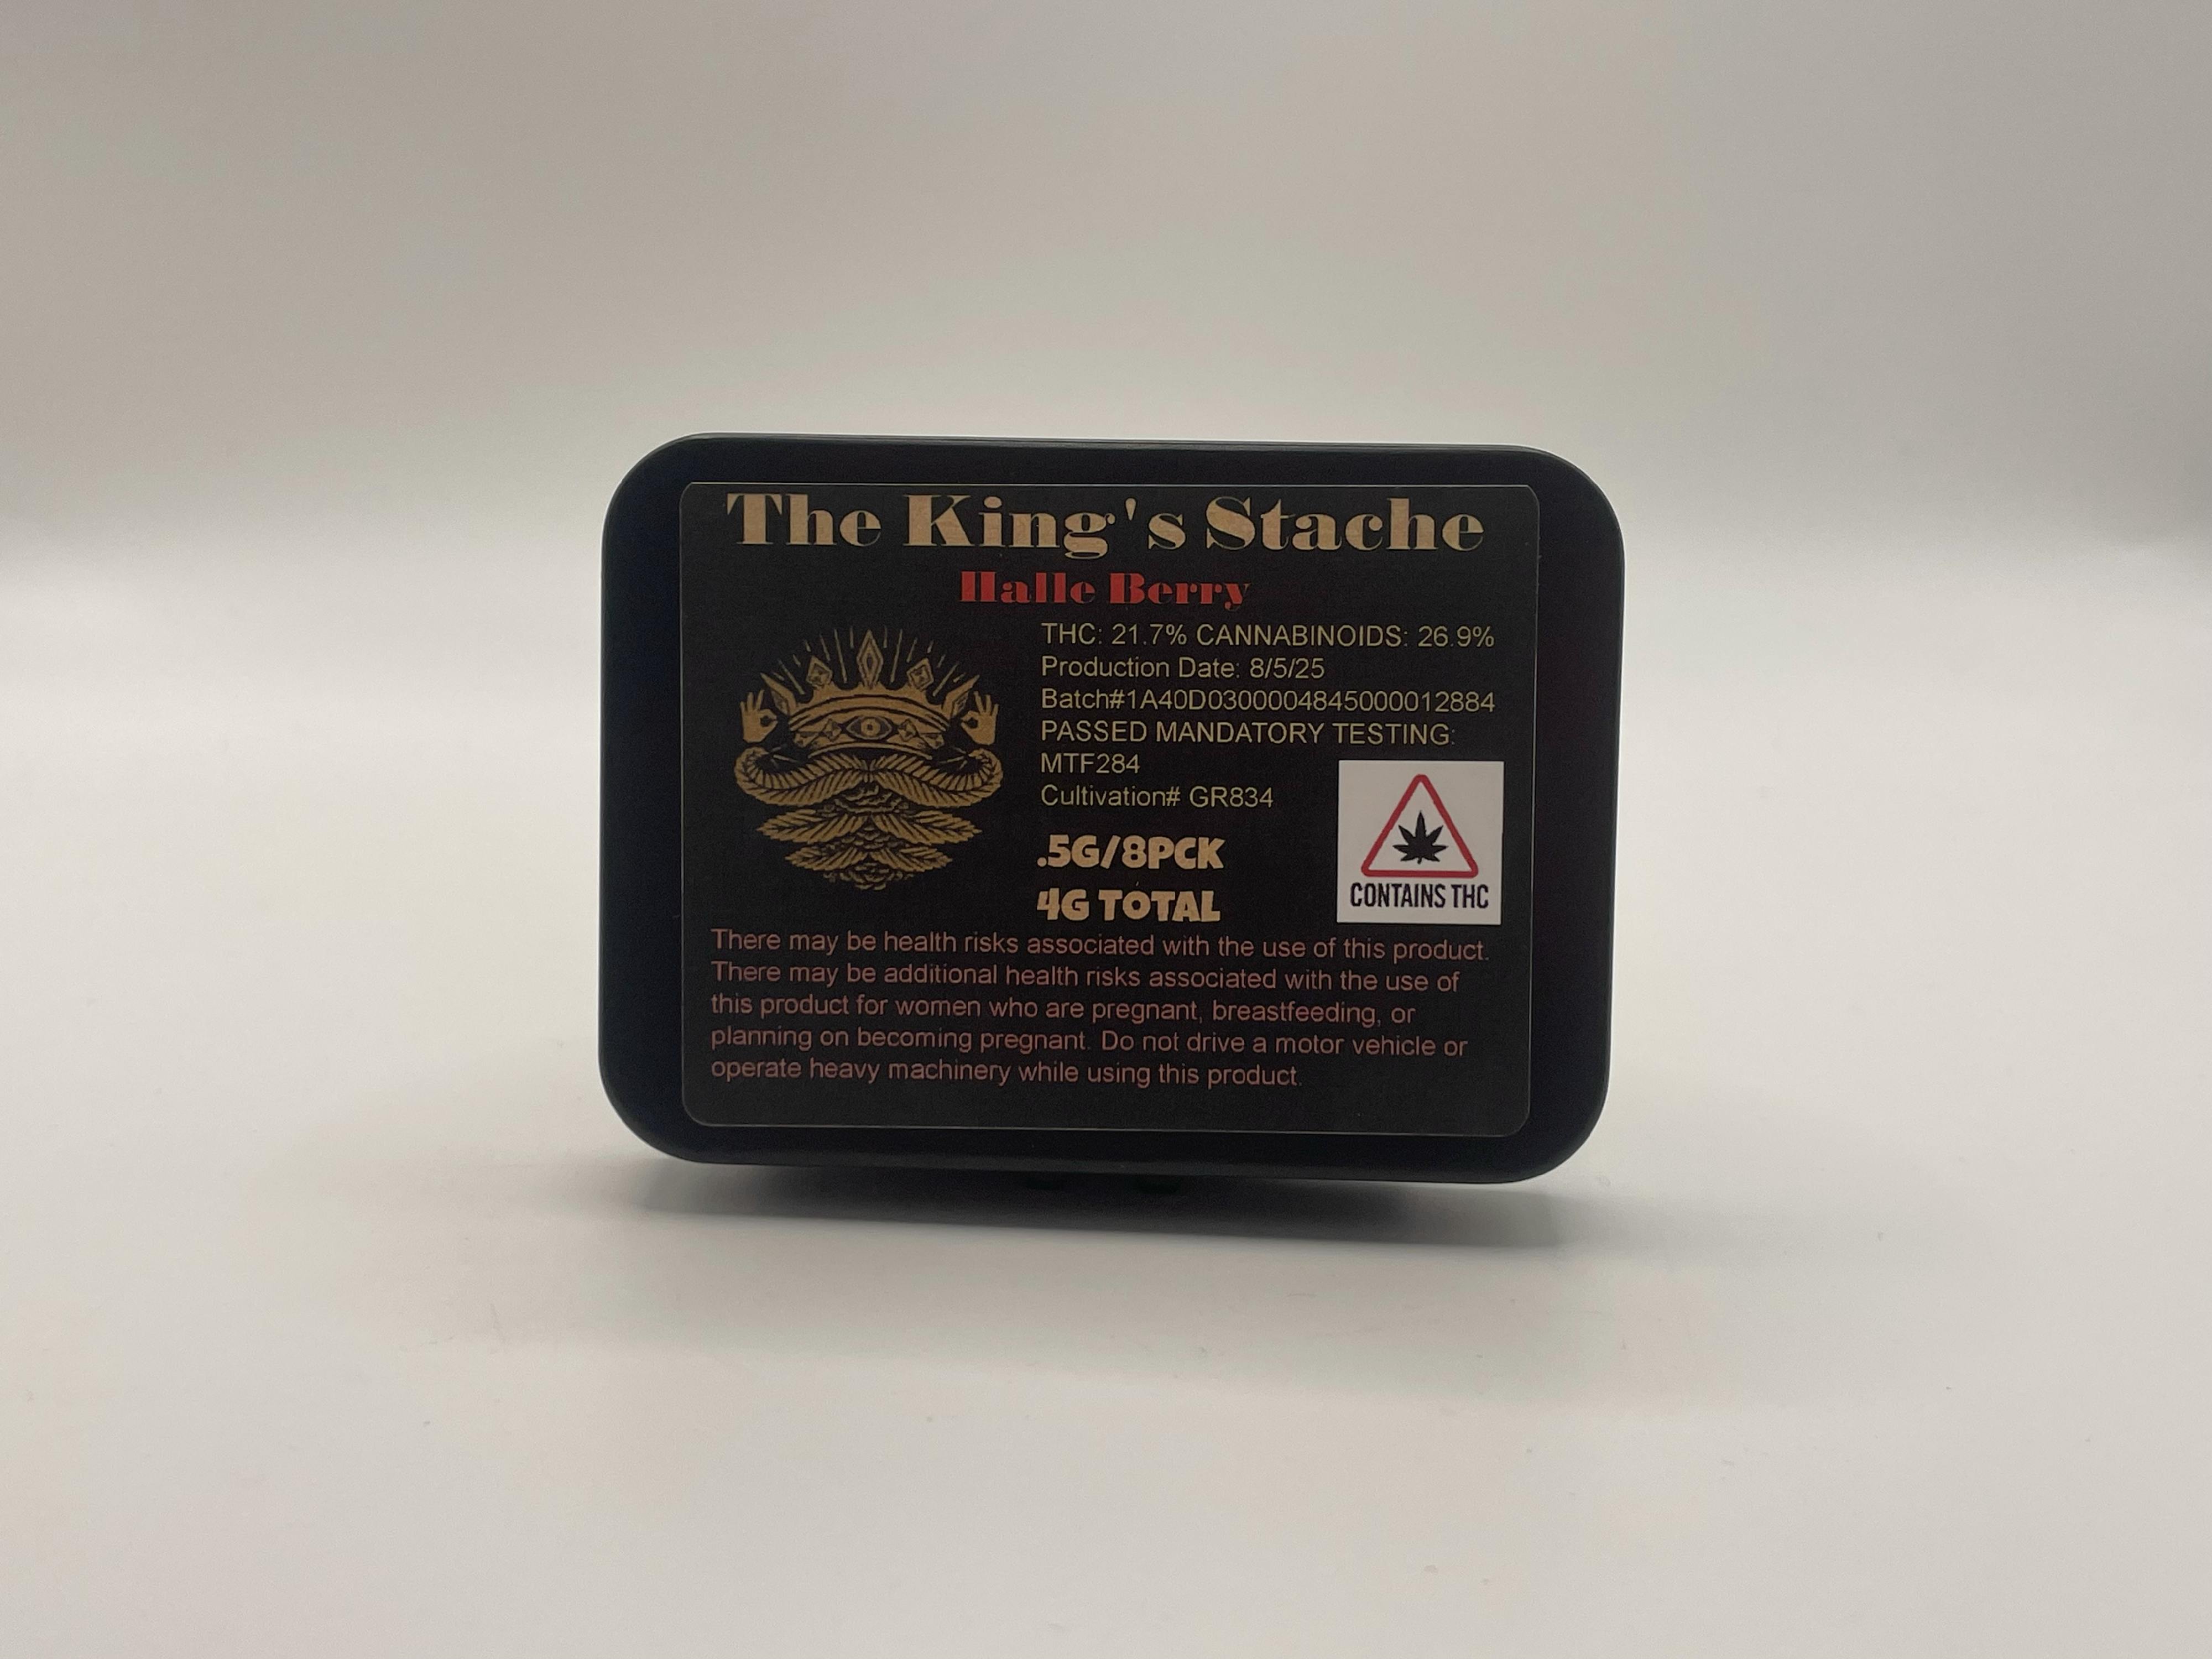 The King's Stache
Halle Berry
THC: 21.7% CANNABINOIDS: 26.9%
Production Date: 8/5/25
Batch#1A40D0300004845000012884
PASSED MANDATORY TESTING:
MTF284
Cultivation# GR834
.5G/8PCK
4G TOTAL
CONTAINS THC
There may be health risks associated with the use of this product.
There may be additional health risks associated with the use of
this product for women who are pregnant, breastfeeding, or
planning on becoming pregnant. Do not drive a motor vehicle or
operate heavy machinery while using this product.